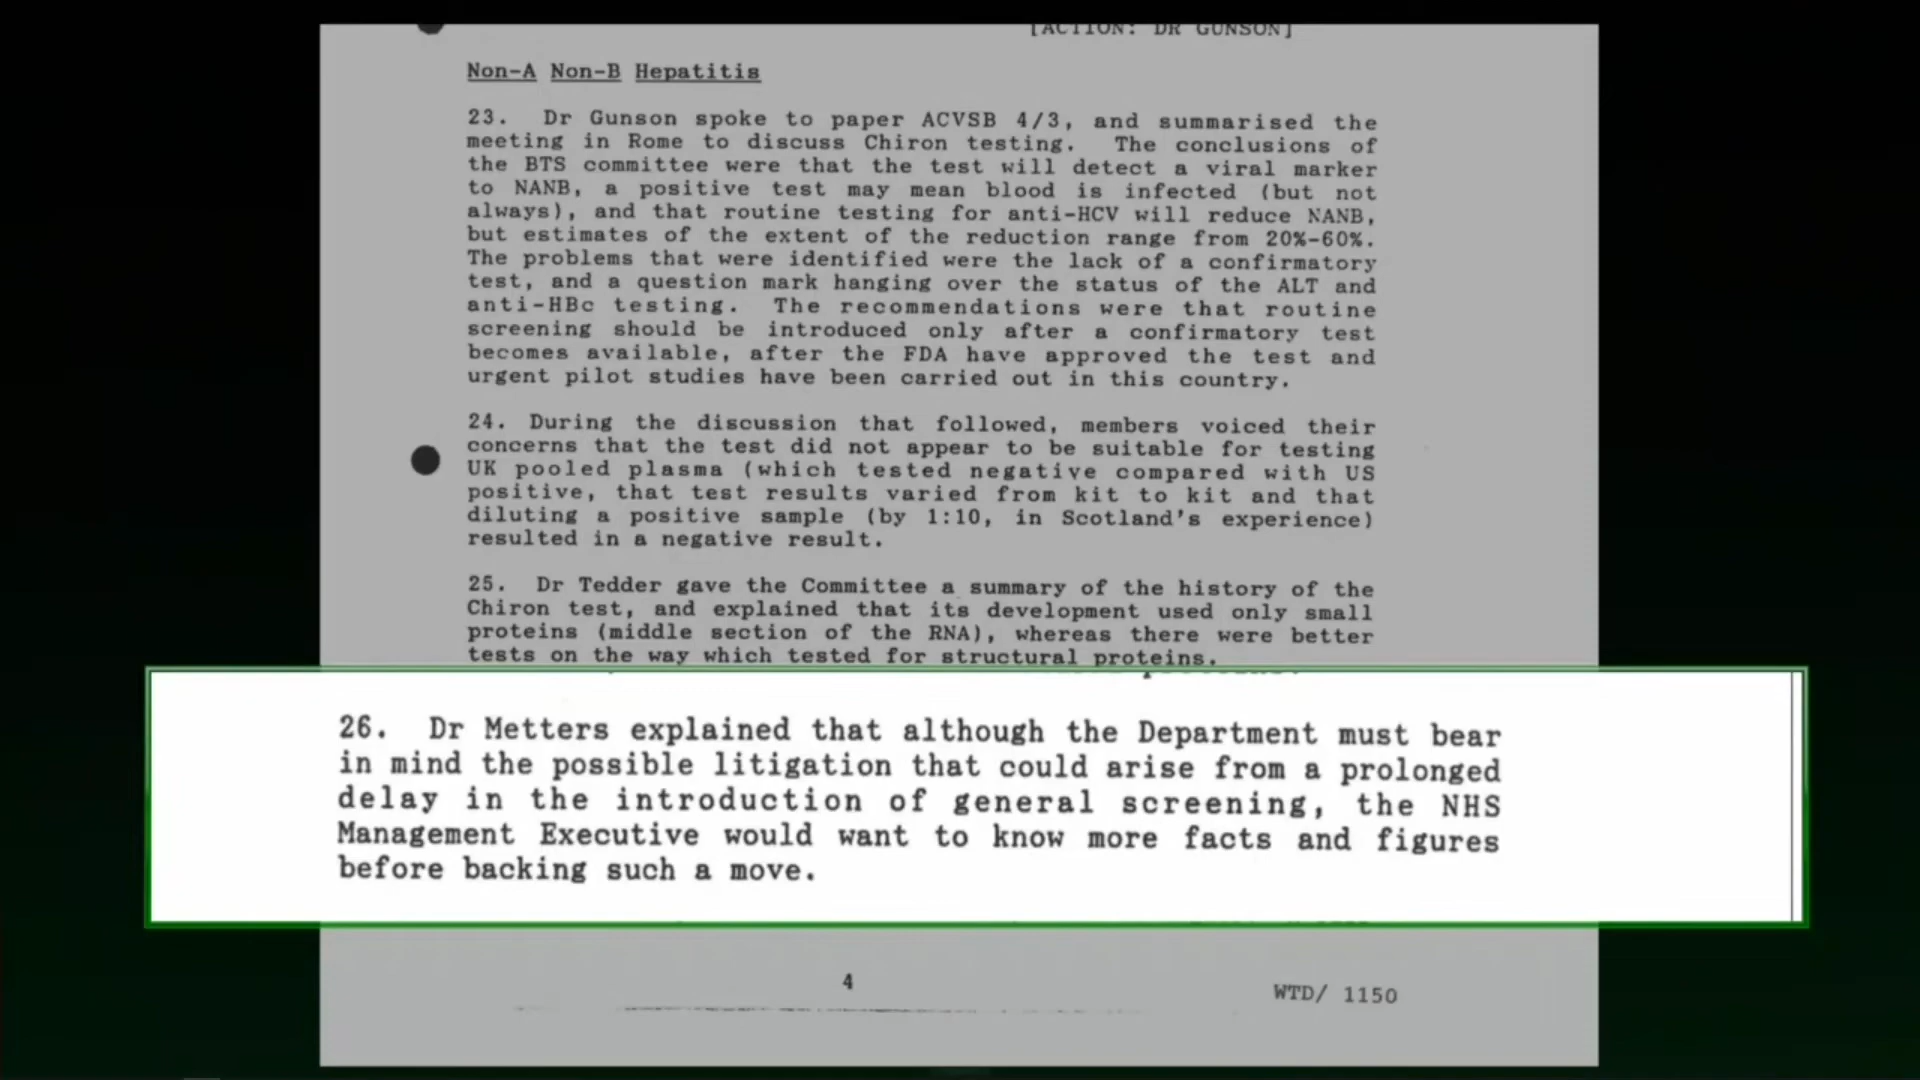 [ACTION: DR GUNSON]
Non-A Non-B Hepatitis
23. Dr Gunson spoke to paper ACVSB 4/3, and summarised the
meeting in Rome to discuss Chiron testing. The conclusions of
the BTS committee were that the test will detect a viral marker
to NANB, a positive test may mean blood is infected (but not
always), and that routine testing for anti-HCV will reduce NANB,
but estimates of the extent of the reduction range from 20%-60%.
The problems that were identified were the lack of a confirmatory
test, and a question mark hanging over the status of the ALT and
anti-HBc testing. The recommendations were that routine
screening should be introduced only after a confirmatory test
becomes available, after the FDA have approved the test and
urgent pilot studies have been carried out in this country.
24. During the discussion that followed, members voiced their
concerns that the test did not appear to be suitable for testing
UK pooled plasma (which tested negative compared with US
positive, that test results varied from kit to kit and that
diluting a positive sample (by 1:10, in Scotland's experience)
resulted in a negative result.
25. Dr Tedder gave the Committee a summary of the history of the
Chiron test, and explained that its development used only small
proteins (middle section of the RNA), whereas there were better
tests on the way which tested for structural proteins.
26. Dr Metters explained that although the Department must bear
in mind the possible litigation that could arise from a prolonged
delay in the introduction of general screening, the NHS
Management Executive would want to know more facts and figures
before backing such a move.
4
WTD/ 1150